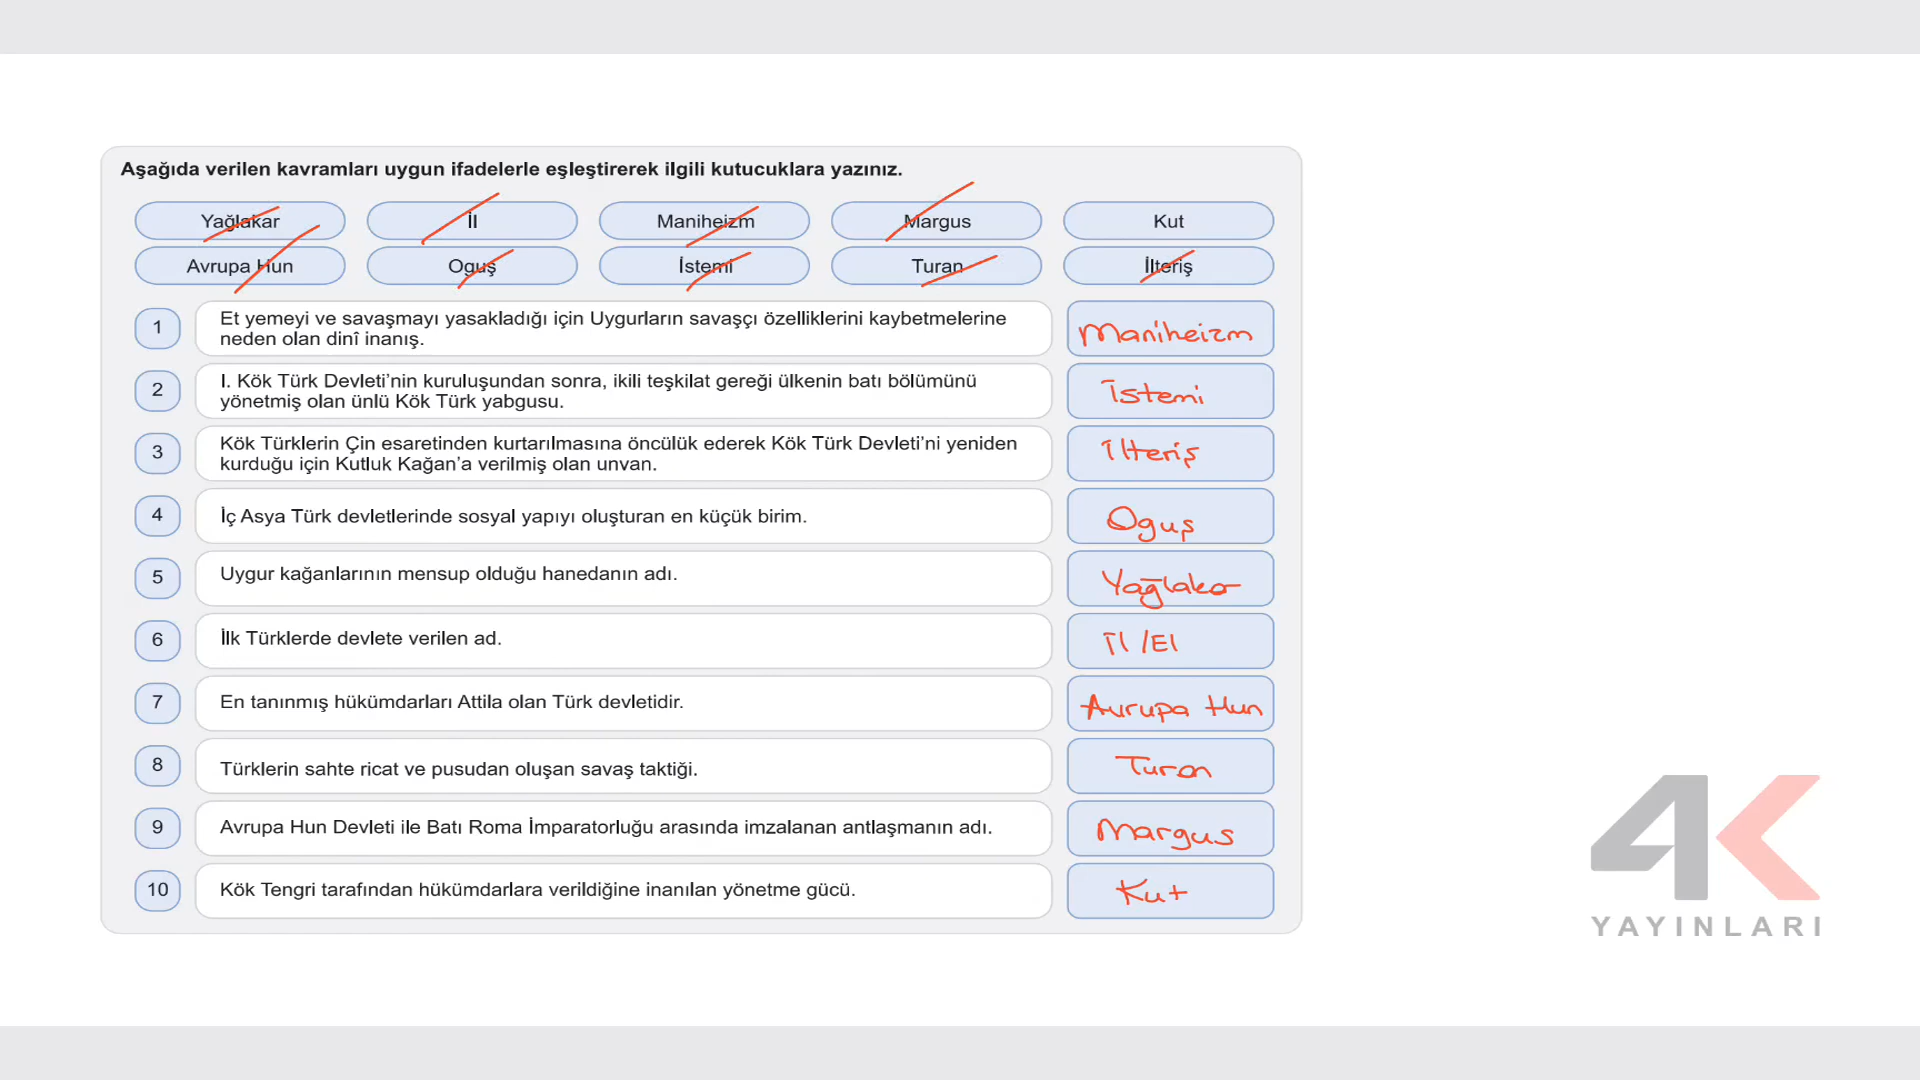 Aşağıda verilen kavramları uygun ifadelerle eşleştirerek ilgili kutucuklara yazınız.
Yağlakar İl Maniheizm Margus Kut
Avrupa Hun Oguş İstemi Turan İlteriş
1 Et yemeyi ve savaşmayı yasakladığı için Uygurların savaşçı özelliklerini kaybetmelerine
neden olan dinî inanış.
Maniheizm
2 I. Kök Türk Devleti’nin kuruluşundan sonra, ikili teşkilat gereği ülkenin batı bölümünü
yönetmiş olan ünlü Kök Türk yabgusu.
İstemi
3 Kök Türklerin Çin esaretinden kurtarılmasına öncülük ederek Kök Türk Devleti’ni yeniden
kurduğu için Kutluk Kağan’a verilmiş olan unvan.
İlteriş
4 İç Asya Türk devletlerinde sosyal yapıyı oluşturan en küçük birim.
Oguş
5 Uygur kağanlarının mensup olduğu hanedanın adı.
Yağlakar
6 İlk Türklerde devlete verilen ad.
İl /El
7 En tanınmış hükümdarları Attila olan Türk devletidir.
Avrupa Hun
8 Türklerin sahte ricat ve pusudan oluşan savaş taktiği.
Turan
9 Avrupa Hun Devleti ile Batı Roma İmparatorluğu arasında imzalanan antlaşmanın adı.
Margus
10 Kök Tengri tarafından hükümdarlara verildiğine inanılan yönetme gücü.
Kut
4K
YAYINLARI